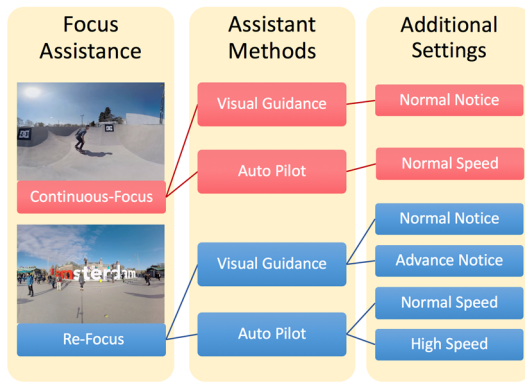 Focus
Assistance
Assistant
Methods
Additional
Settings
Continuous-Focus
Visual Guidance
Auto Pilot
Normal Notice
Normal Speed
Re-Focus
Visual Guidance
Auto Pilot
Normal Notice
Advance Notice
Normal Speed
High Speed